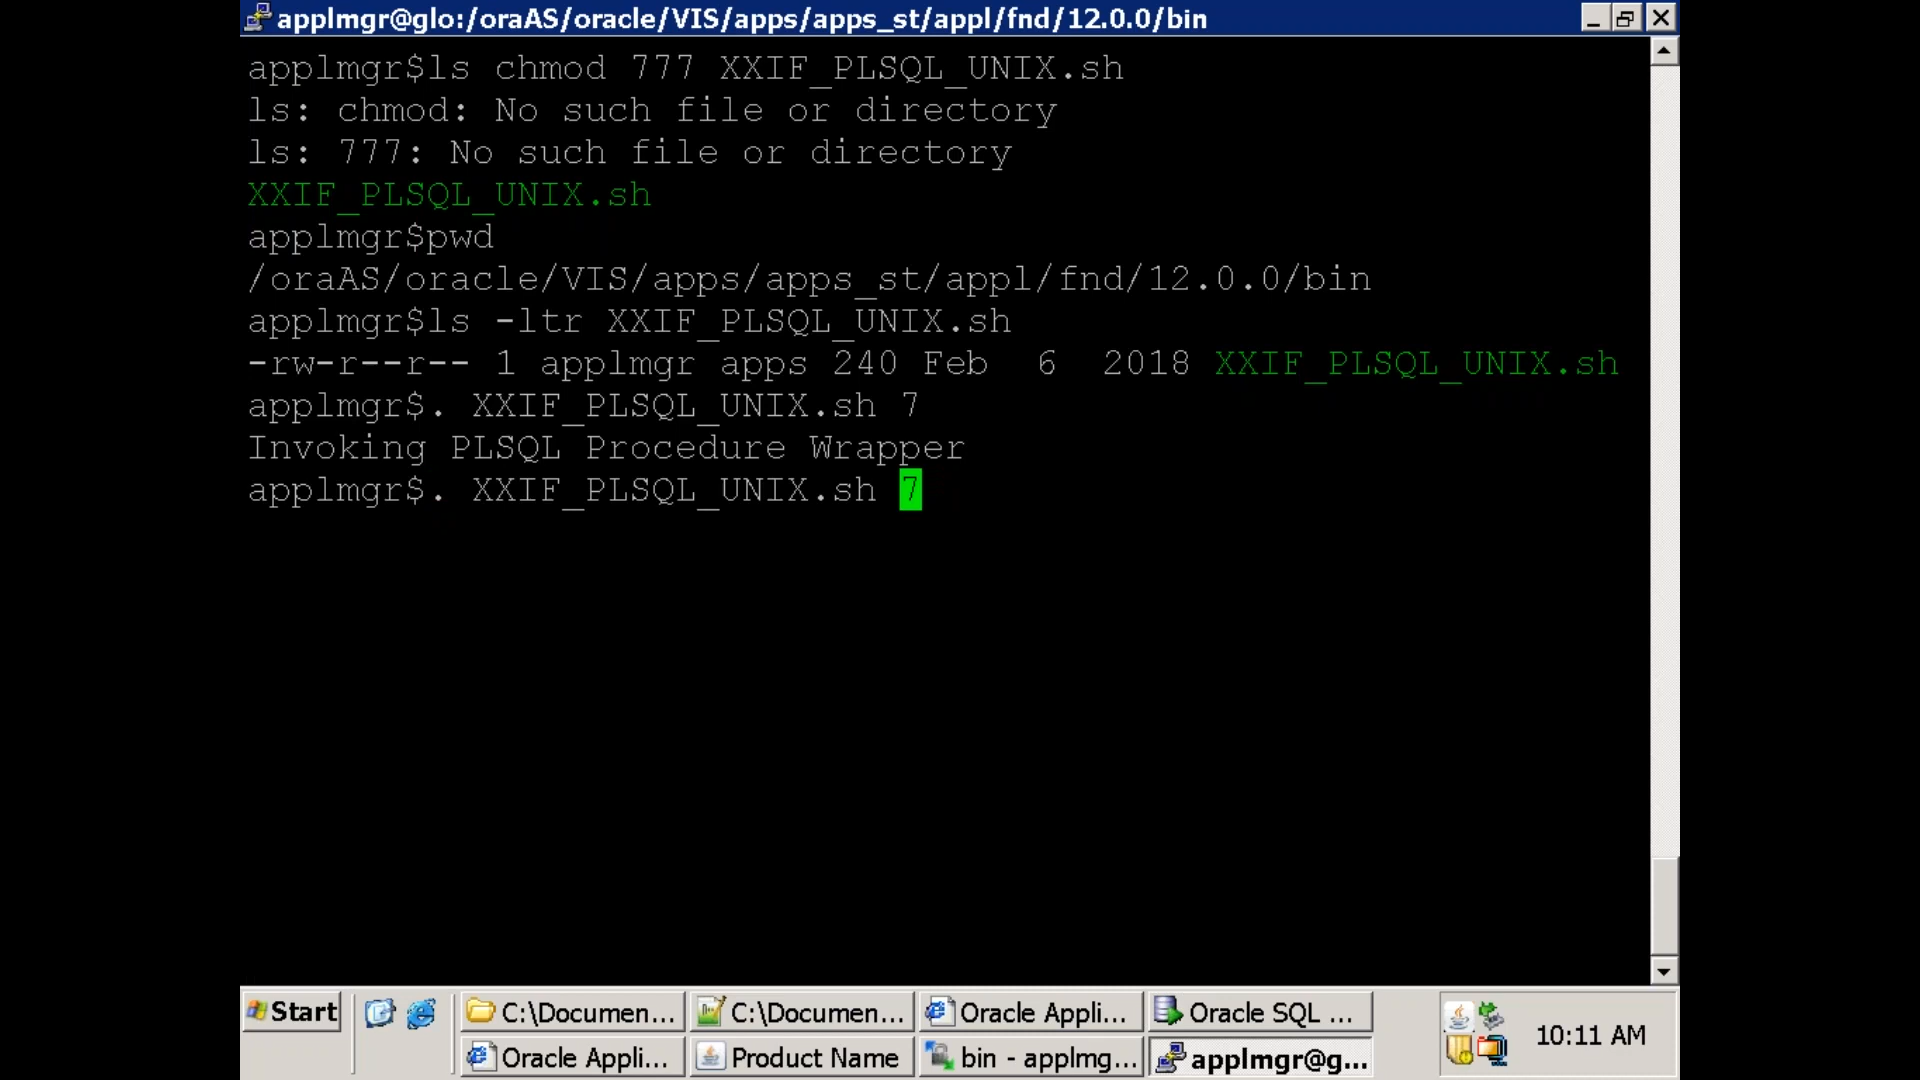 applmgr@glo:/oraAS/oracle/VIS/apps/apps_st/appl/fnd/12.0.0/bin
applmgr$ls chmod 777 XXIF_PLSQL_UNIX.sh
ls: chmod: No such file or directory
ls: 777: No such file or directory
XXIF_PLSQL_UNIX.sh
applmgr$pwd
/oraAS/oracle/VIS/apps/apps_st/appl/fnd/12.0.0/bin
applmgr$ls -ltr XXIF_PLSQL_UNIX.sh
-rw-r--r-- 1 applmgr apps 240 Feb  6  2018 XXIF_PLSQL_UNIX.sh
applmgr$. XXIF_PLSQL_UNIX.sh 7
Invoking PLSQL Procedure Wrapper
applmgr$. XXIF_PLSQL_UNIX.sh 7
Start C:\Documen... C:\Documen... Oracle Appli... Oracle SQL ...
Oracle Appli... Product Name bin - applmg... applmgr@g...
10:11 AM